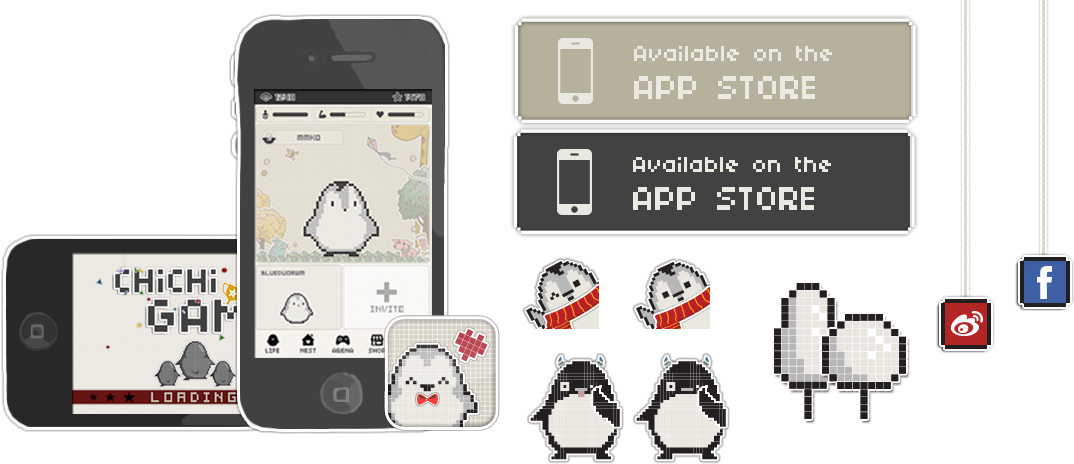 MMKO
BLUEDUDRUM
INVITE
LIFE
NEST
ARENA
SHOP
CHiCHi
GAM
LOADING
Available on the
APP STORE
Available on the
APP STORE
f